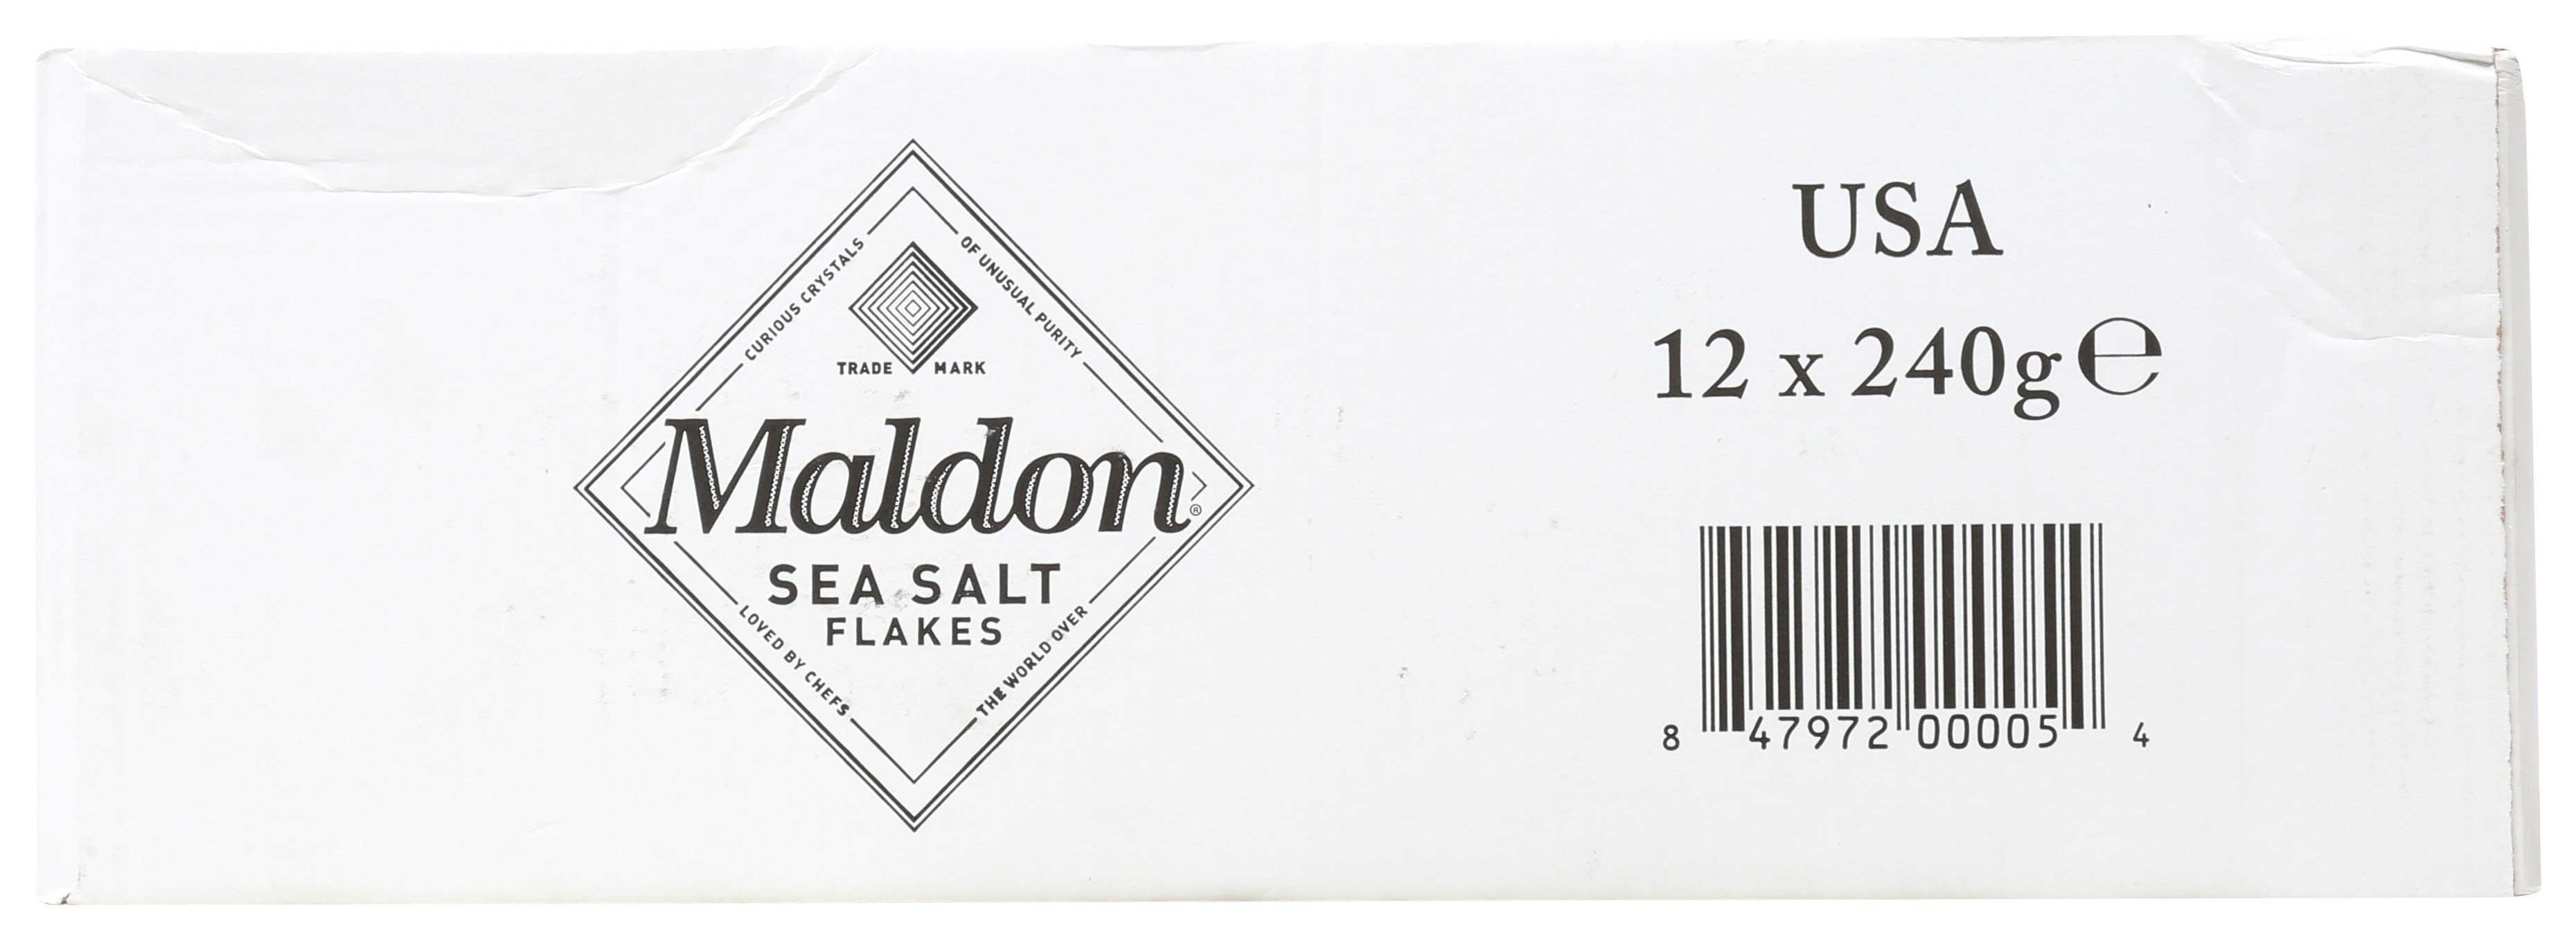 CURIOUS CRYSTALS
OF UNUSUAL PURITY
TRADE MARK
Maldon®
SEA SALT
FLAKES
LOVED BY CHEFS
THE WORLD OVER
USA
12 x 240g℮
8 47972 00005 4